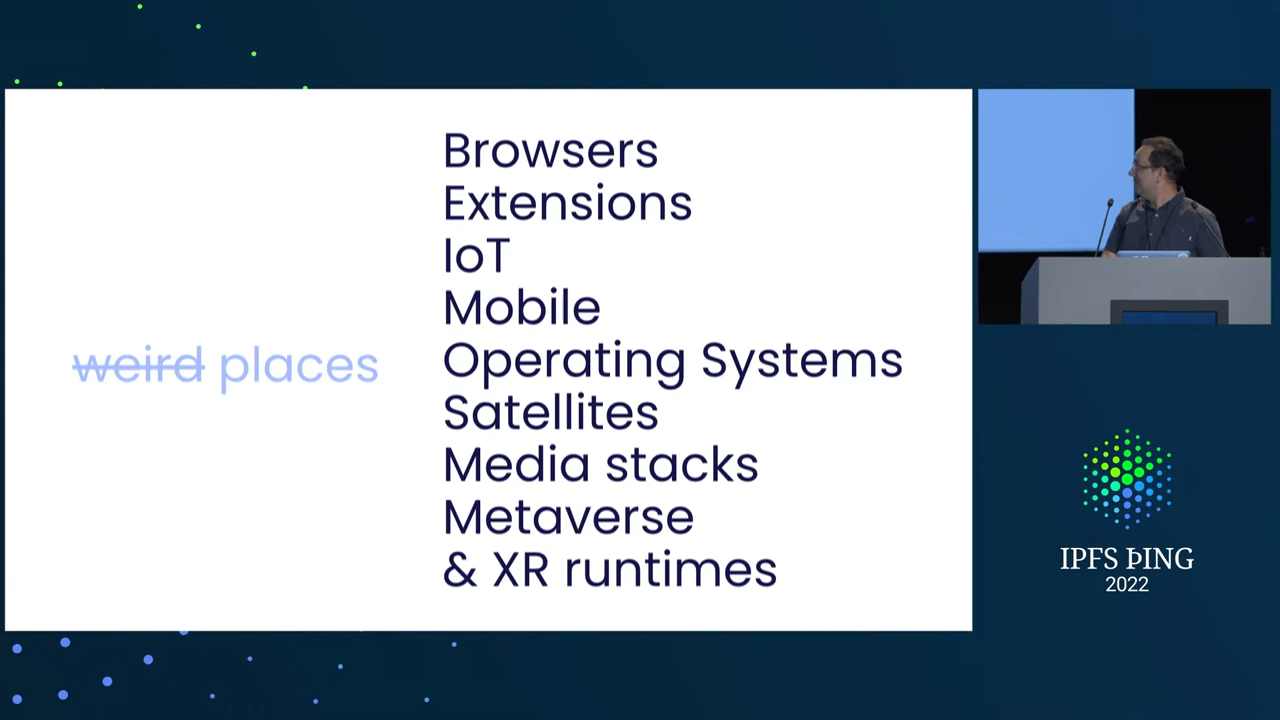 weird places
Browsers
Extensions
IoT
Mobile
Operating Systems
Satellites
Media stacks
Metaverse
& XR runtimes
IPFS ÞING
2022